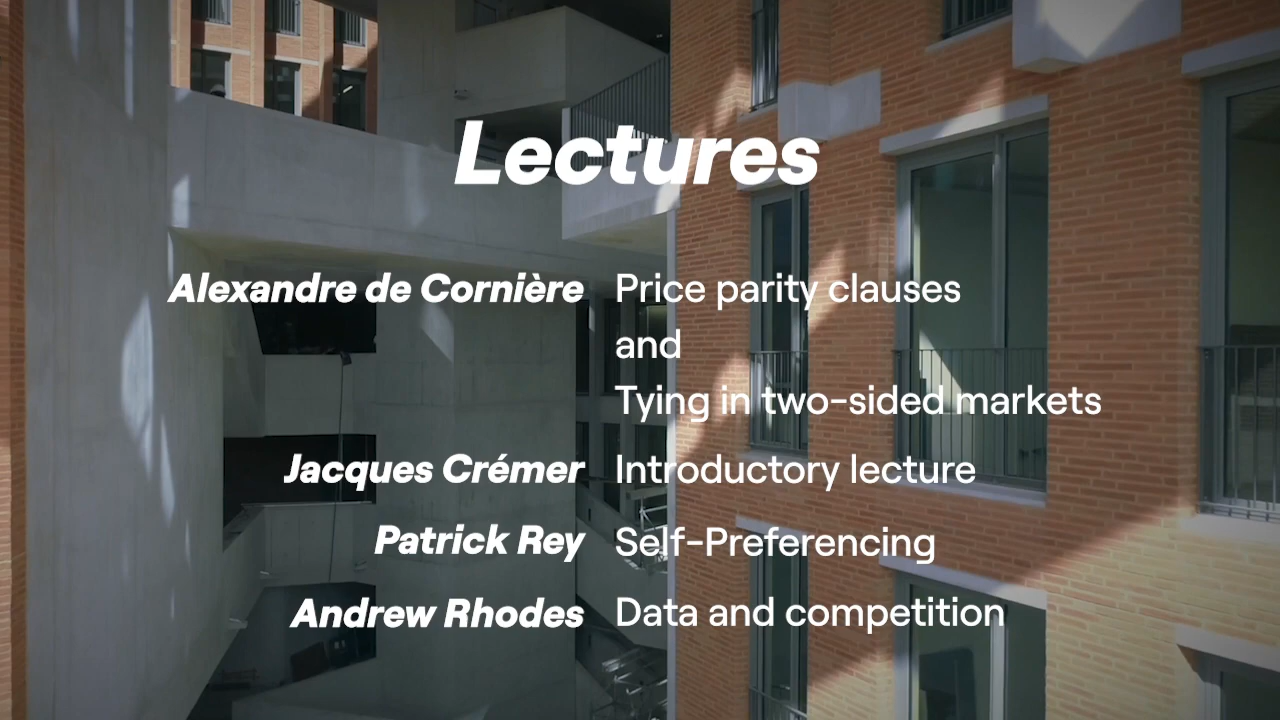 Lectures
Alexandre de Cornière Price parity clauses
and
Tying in two-sided markets
Jacques Crémer Introductory lecture
Patrick Rey Self-Preferencing
Andrew Rhodes Data and competition